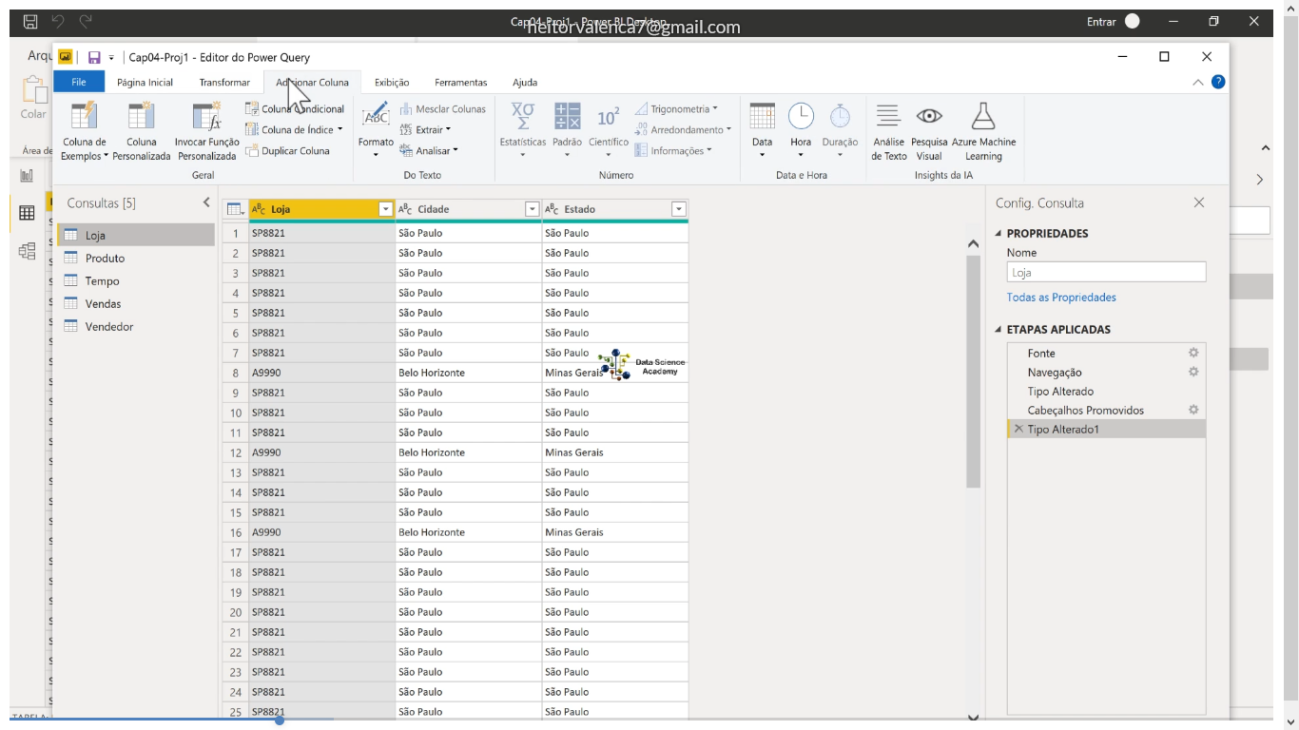 Cap04-Proj1 - Power BI Desktop
heitorvalenca7@gmail.com
Entrar
Arqu
Cap04-Proj1 - Editor do Power Query
File Página Inicial Transformar Adicionar Coluna Exibição Ferramentas Ajuda
Colar
Coluna de Exemplos
Coluna Personalizada
Invocar Função Personalizada
Coluna Condicional
Coluna de Índice
Duplicar Coluna
Geral
Formato
Mesclar Colunas
Extrair
Analisar
Do Texto
Estatísticas
Padrão
Científico
Trigonometria
Arredondamento
Informações
Número
Data
Hora
Duração
Data e Hora
Análise de Texto
Pesquisa Visual
Azure Machine Learning
Insights da IA
Área de
Consultas [5]
Loja
Produto
Tempo
Vendas
Vendedor
Loja Cidade Estado
1 SP8821 São Paulo São Paulo
2 SP8821 São Paulo São Paulo
3 SP8821 São Paulo São Paulo
4 SP8821 São Paulo São Paulo
5 SP8821 São Paulo São Paulo
6 SP8821 São Paulo São Paulo
7 SP8821 São Paulo São Paulo
8 A9990 Belo Horizonte Minas Gerais
9 SP8821 São Paulo São Paulo
10 SP8821 São Paulo São Paulo
11 SP8821 São Paulo São Paulo
12 A9990 Belo Horizonte Minas Gerais
13 SP8821 São Paulo São Paulo
14 SP8821 São Paulo São Paulo
15 SP8821 São Paulo São Paulo
16 A9990 Belo Horizonte Minas Gerais
17 SP8821 São Paulo São Paulo
18 SP8821 São Paulo São Paulo
19 SP8821 São Paulo São Paulo
20 SP8821 São Paulo São Paulo
21 SP8821 São Paulo São Paulo
22 SP8821 São Paulo São Paulo
23 SP8821 São Paulo São Paulo
24 SP8821 São Paulo São Paulo
25 SP8821 São Paulo São Paulo
Data Science
Academy
Config. Consulta
PROPRIEDADES
Nome
Loja
Todas as Propriedades
ETAPAS APLICADAS
Fonte
Navegação
Tipo Alterado
Cabeçalhos Promovidos
Tipo Alterado1